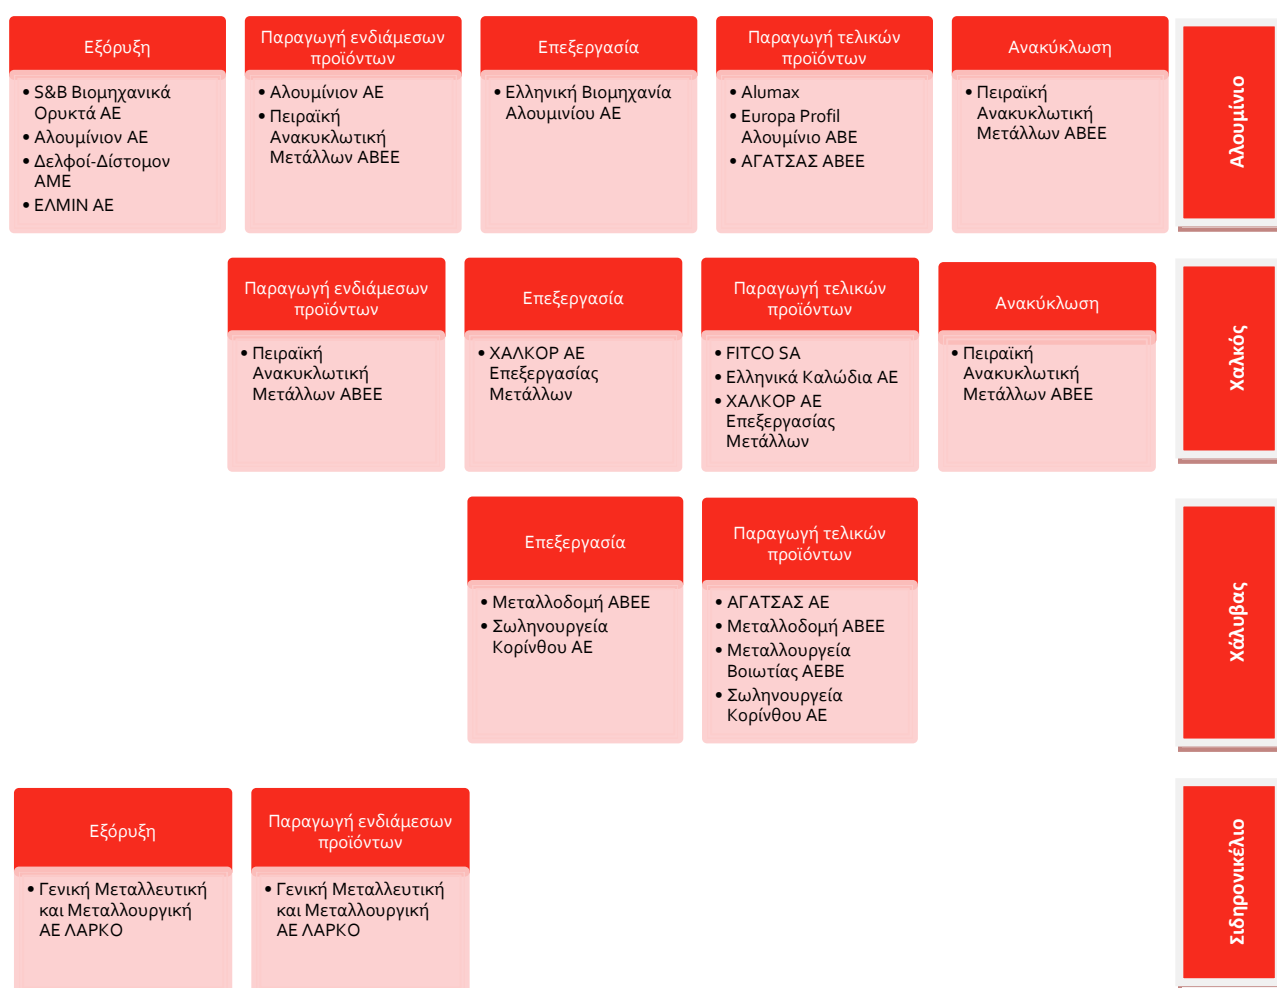 Εξόρυξη
• S&B Βιομηχανικά
Ορυκτά ΑΕ
• Αλουμίνιον ΑΕ
• Δελφοί-Δίστομον
ΑΜΕ
• ΕΛΜΙΝ ΑΕ
Παραγωγή ενδιάμεσων
προϊόντων
• Αλουμίνιον ΑΕ
• Πειραϊκή
Ανακυκλωτική
Μετάλλων ΑΒΕΕ
Επεξεργασία
• Ελληνική Βιομηχανία
Αλουμινίου ΑΕ
Παραγωγή τελικών
προϊόντων
• Alumax
• Europa Profil
Αλουμίνιο ΑΒΕ
• ΑΓΑΤΣΑΣ ΑΒΕΕ
Ανακύκλωση
• Πειραϊκή
Ανακυκλωτική
Μετάλλων ΑΒΕΕ
Αλουμίνιο
Παραγωγή ενδιάμεσων
προϊόντων
• Πειραϊκή
Ανακυκλωτική
Μετάλλων ΑΒΕΕ
Επεξεργασία
• ΧΑΛΚΟΡ ΑΕ
Επεξεργασίας
Μετάλλων
Παραγωγή τελικών
προϊόντων
• FITCO SA
• Ελληνικά Καλώδια ΑΕ
• ΧΑΛΚΟΡ ΑΕ
Επεξεργασίας
Μετάλλων
Ανακύκλωση
• Πειραϊκή
Ανακυκλωτική
Μετάλλων ΑΒΕΕ
Χαλκός
Επεξεργασία
• Μεταλλοδομή ΑΒΕΕ
• Σωληνουργεία
Κορίνθου ΑΕ
Παραγωγή τελικών
προϊόντων
• ΑΓΑΤΣΑΣ ΑΕ
• Μεταλλοδομή ΑΒΕΕ
• Μεταλλουργεία
Βοιωτίας ΑΕΒΕ
• Σωληνουργεία
Κορίνθου ΑΕ
Χάλυβας
Εξόρυξη
• Γενική Μεταλλευτική
και Μεταλλουργική
ΑΕ ΛΑΡΚΟ
Παραγωγή ενδιάμεσων
προϊόντων
• Γενική Μεταλλευτική
και Μεταλλουργική
ΑΕ ΛΑΡΚΟ
Σιδηρονικέλιο